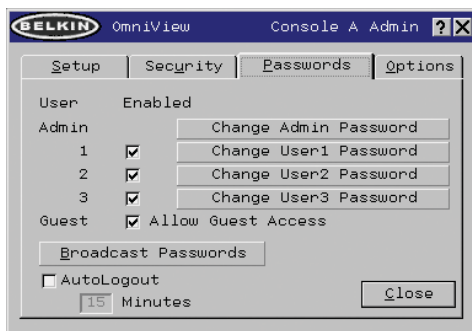 BELKIN OmniView Console A Admin ? X
Setup Security Passwords Options
User Enabled
Admin Change Admin Password
1 Change User1 Password
2 Change User2 Password
3 Change User3 Password
Guest Allow Guest Access
Broadcast Passwords
AutoLogout
15 Minutes
Close